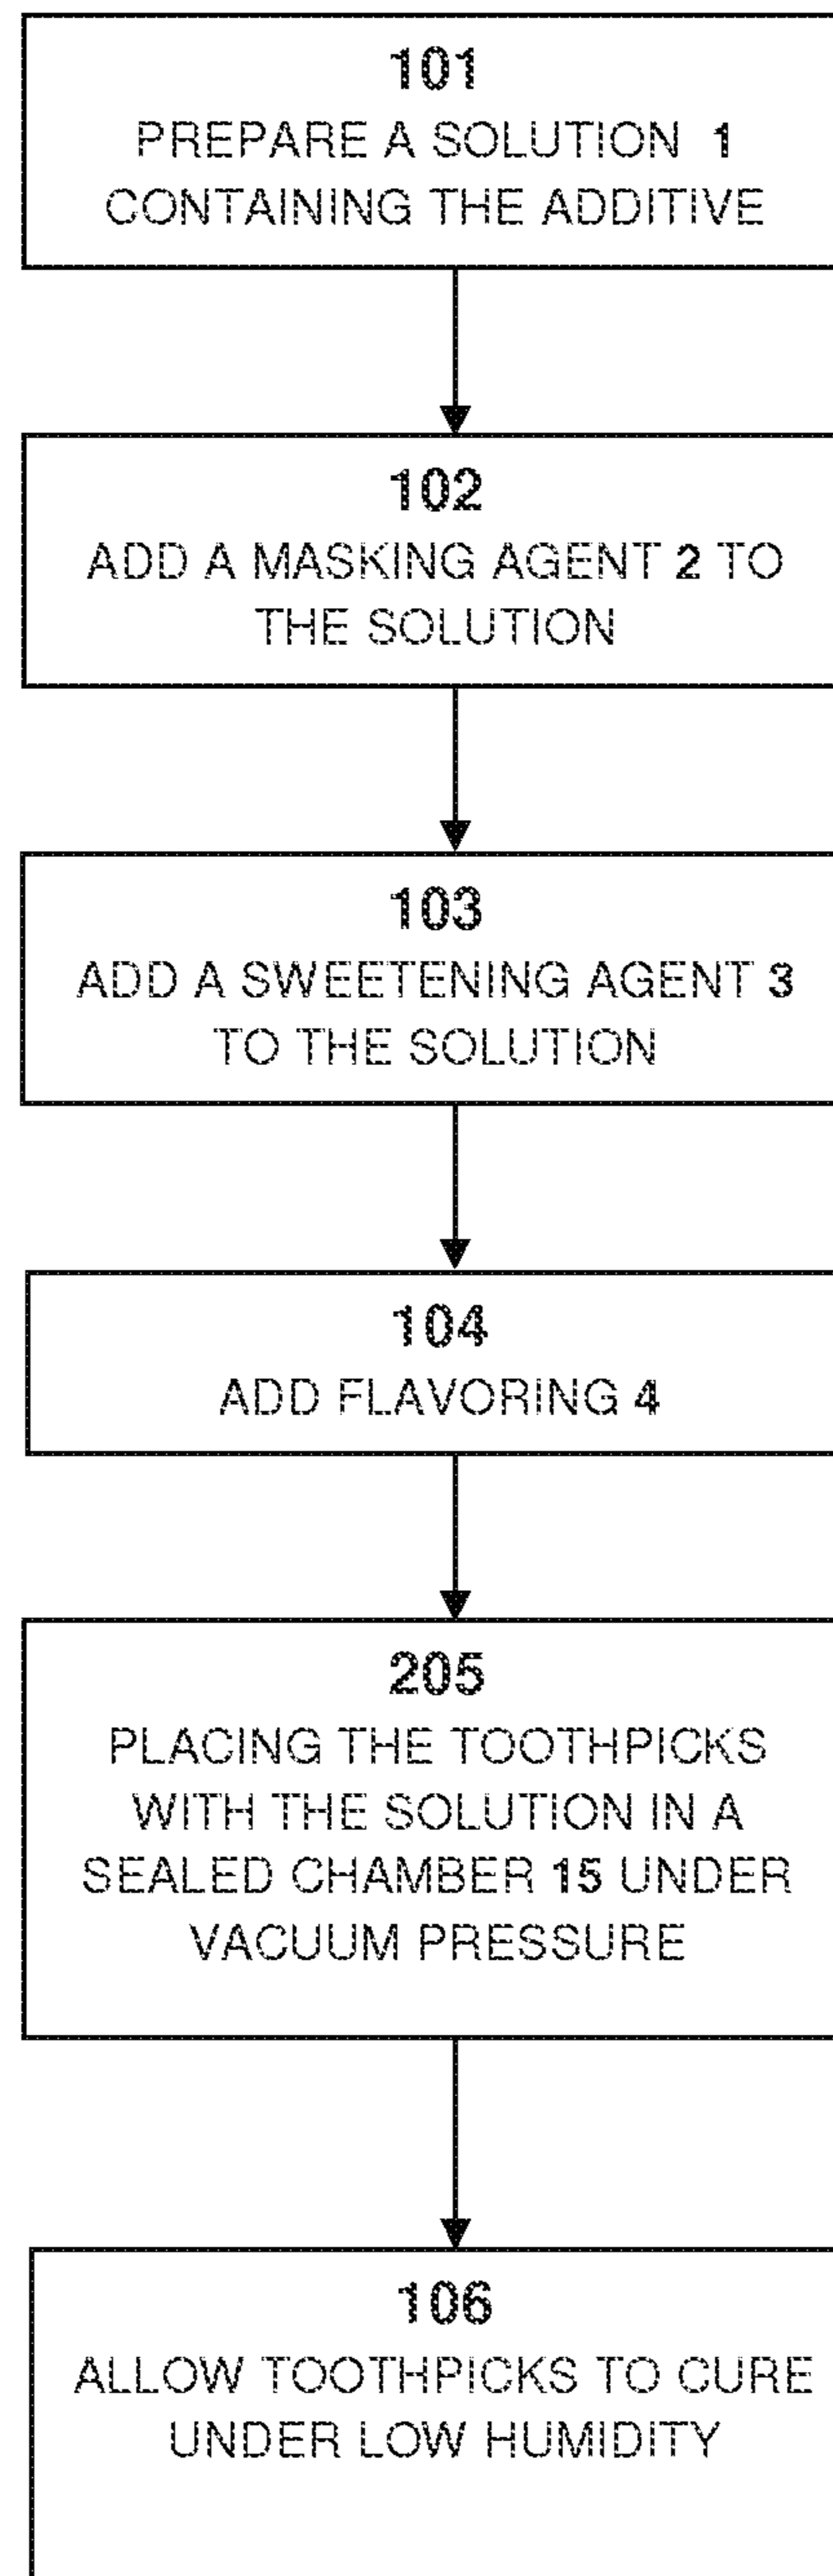 101
PREPARE A SOLUTION 1
CONTAINING THE ADDITIVE
102
ADD A MASKING AGENT 2 TO
THE SOLUTION
103
ADD A SWEETENING AGENT 3
TO THE SOLUTION
104
ADD FLAVORING 4
205
PLACING THE TOOTHPICKS
WITH THE SOLUTION IN A
SEALED CHAMBER 15 UNDER
VACUUM PRESSURE
106
ALLOW TOOTHPICKS TO CURE
UNDER LOW HUMIDITY